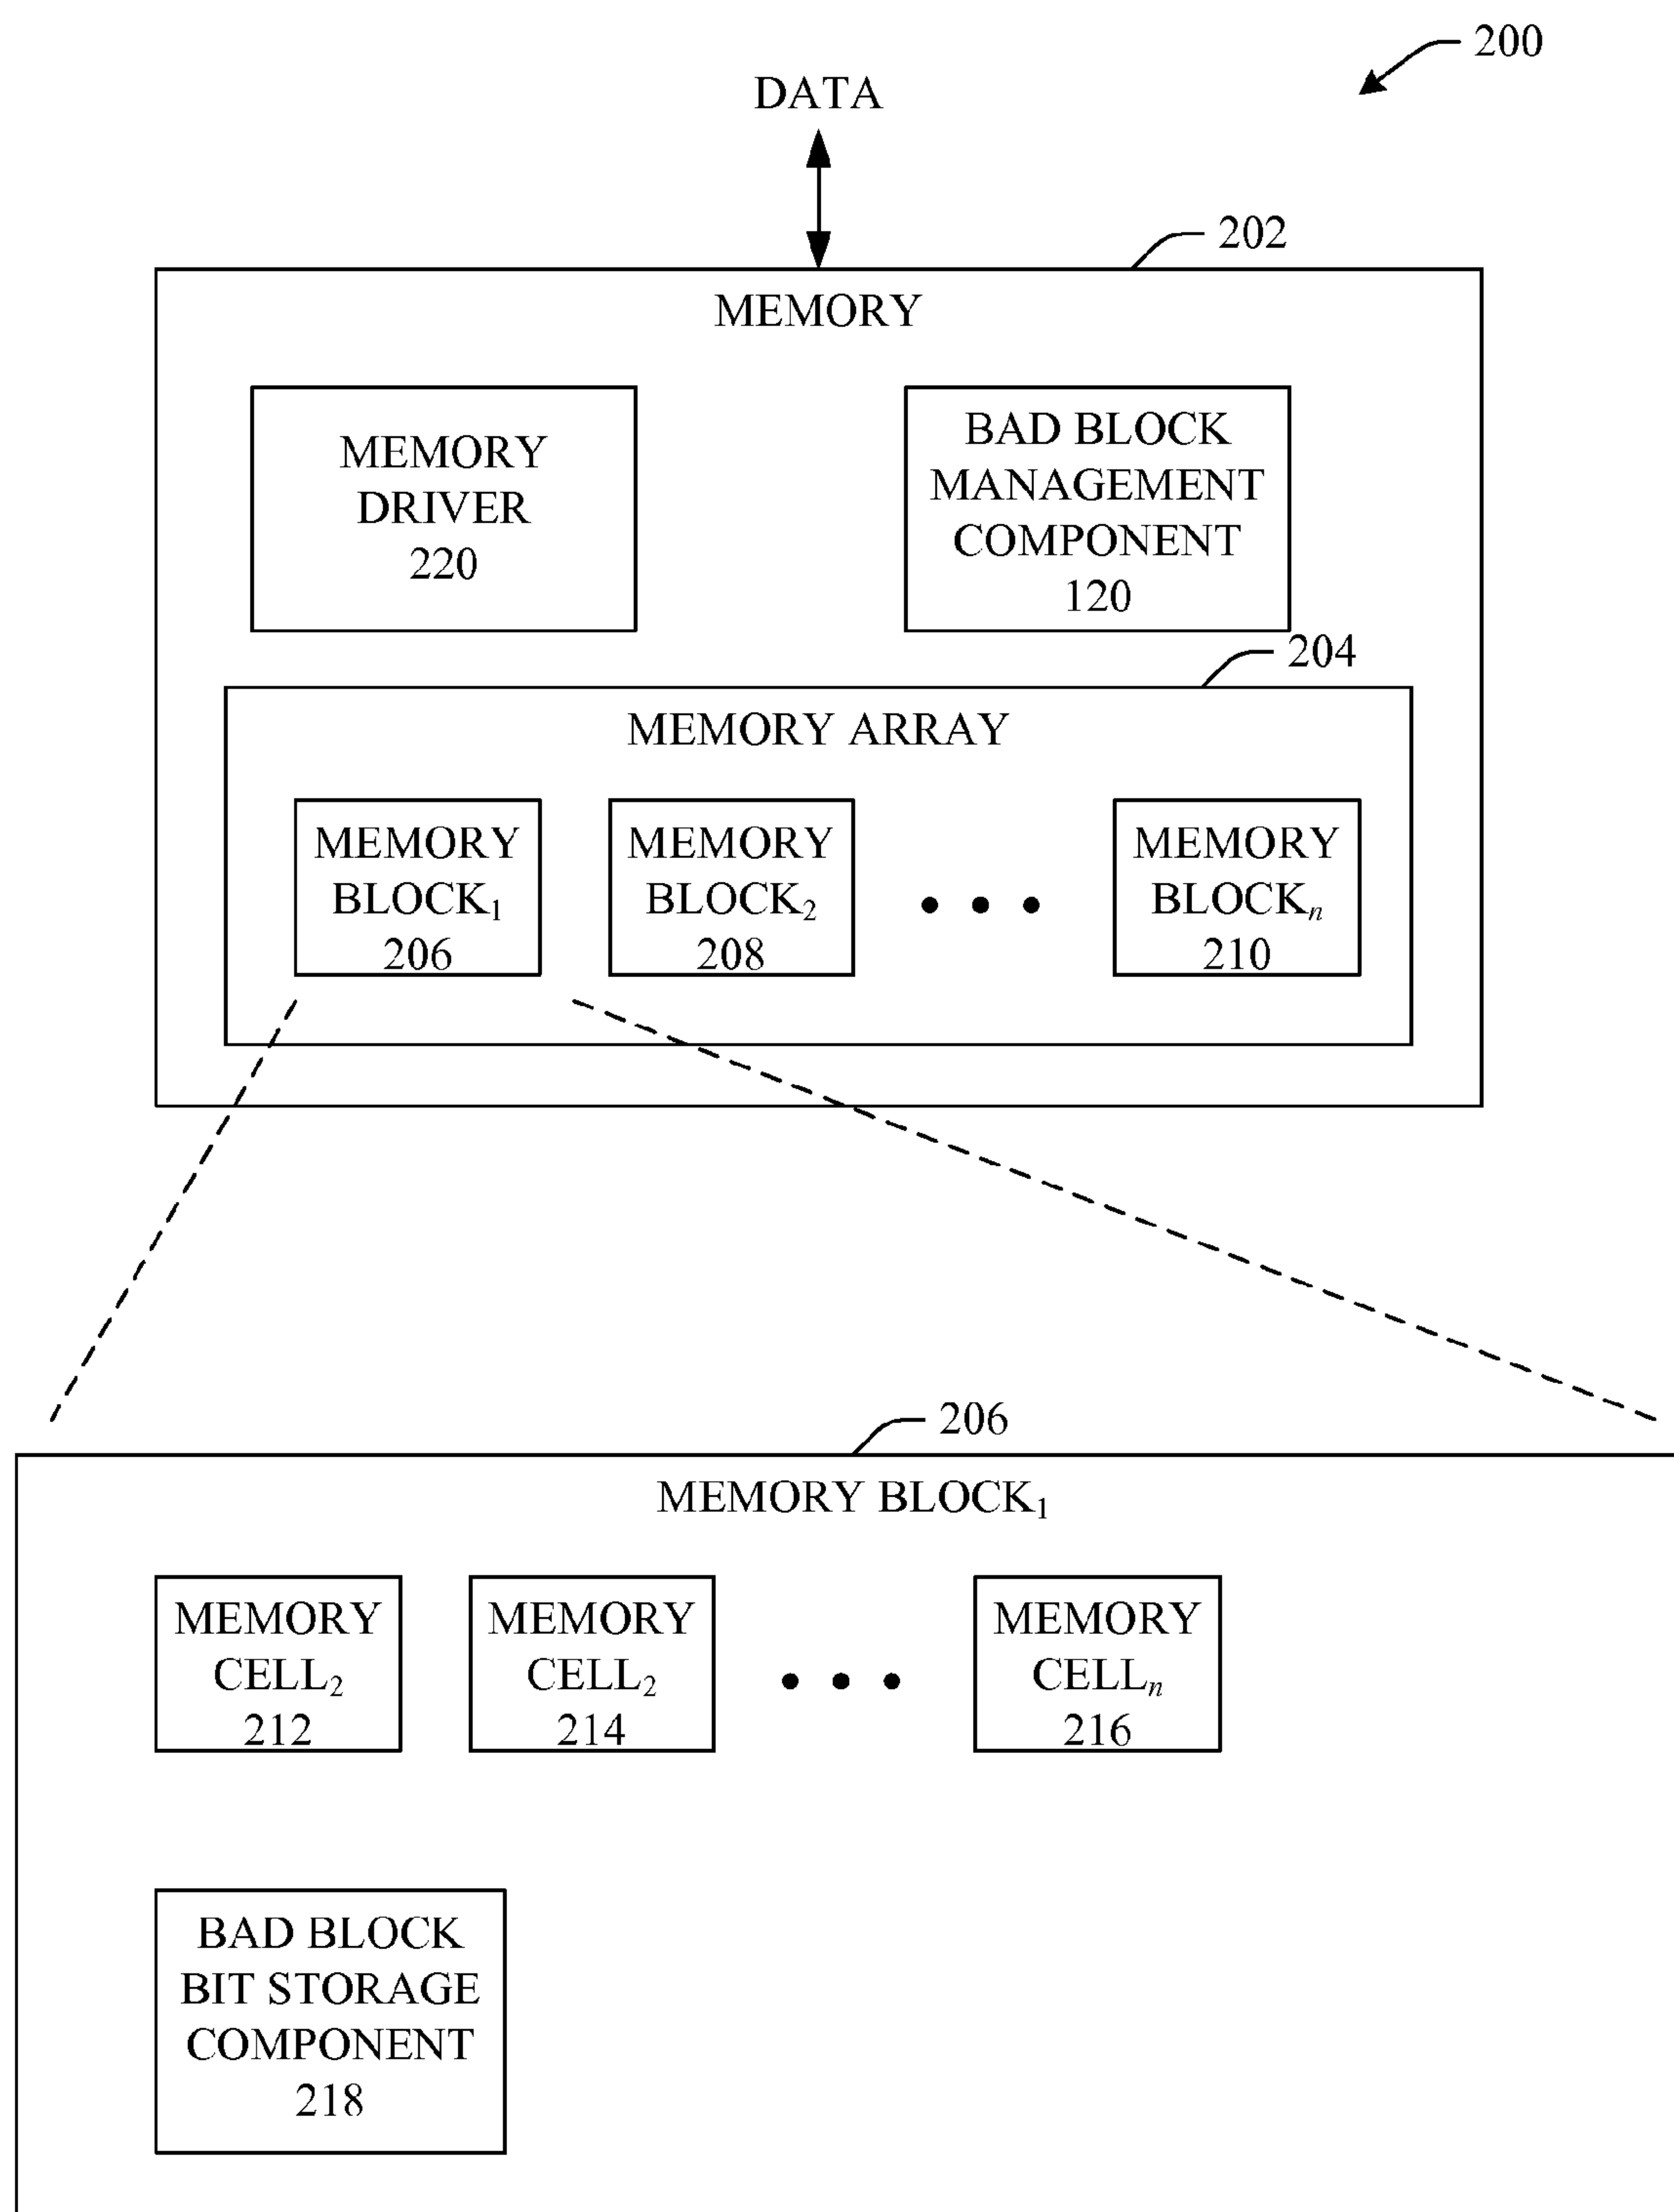 200
DATA
202
MEMORY
MEMORY
DRIVER
220
BAD BLOCK
MANAGEMENT
COMPONENT
120
204
MEMORY ARRAY
MEMORY
BLOCK₁
206
MEMORY
BLOCK₂
208
MEMORY
BLOCKₙ
210
206
MEMORY BLOCK₁
MEMORY
CELL₂
212
MEMORY
CELL₂
214
MEMORY
CELLₙ
216
BAD BLOCK
BIT STORAGE
COMPONENT
218